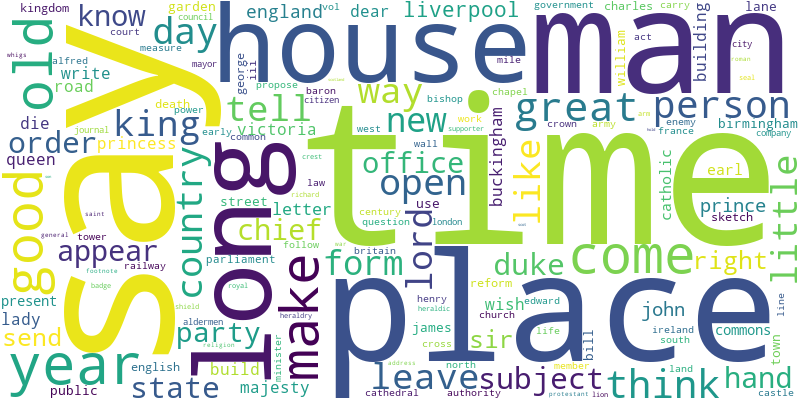 kingdom
garden
council
government
charles
carry
lane
know
england
vol
dear
liverpool
whigs
court
day
house
man
william
act
building
city
roman
seal
mile
old
alfred
measure
mayor
george
ill
baron
citizen
propose
way
write
road
say
tell
bishop
chapel
great
person
death
power
journal
early
king
common
victoria
new
work
supporter
crown
army
enemy
france
birmingham
company
die
order
queen
princess
long
west
wall
office
buckingham
time
like
catholic
earl
little
saint
tower
general
good
country
street
crest
law
richard
letter
open
use
london
century
question
chief
lord
prince
sketch
appear
railway
footnote
badge
follow
parliament
britain
form
duke
come
right
present
royal
make
place
reform
henry
heraldic
wish
edward
john
line
lady
send
year
shield
aldermen
heraldry
party
religion
build
minister
james
church
sir
life
bill
ireland
south
commons
town
cross
address
north
member
land
public
english
state
majesty
leave
subject
think
hand
cathedral
authority
protestant
lion
castle